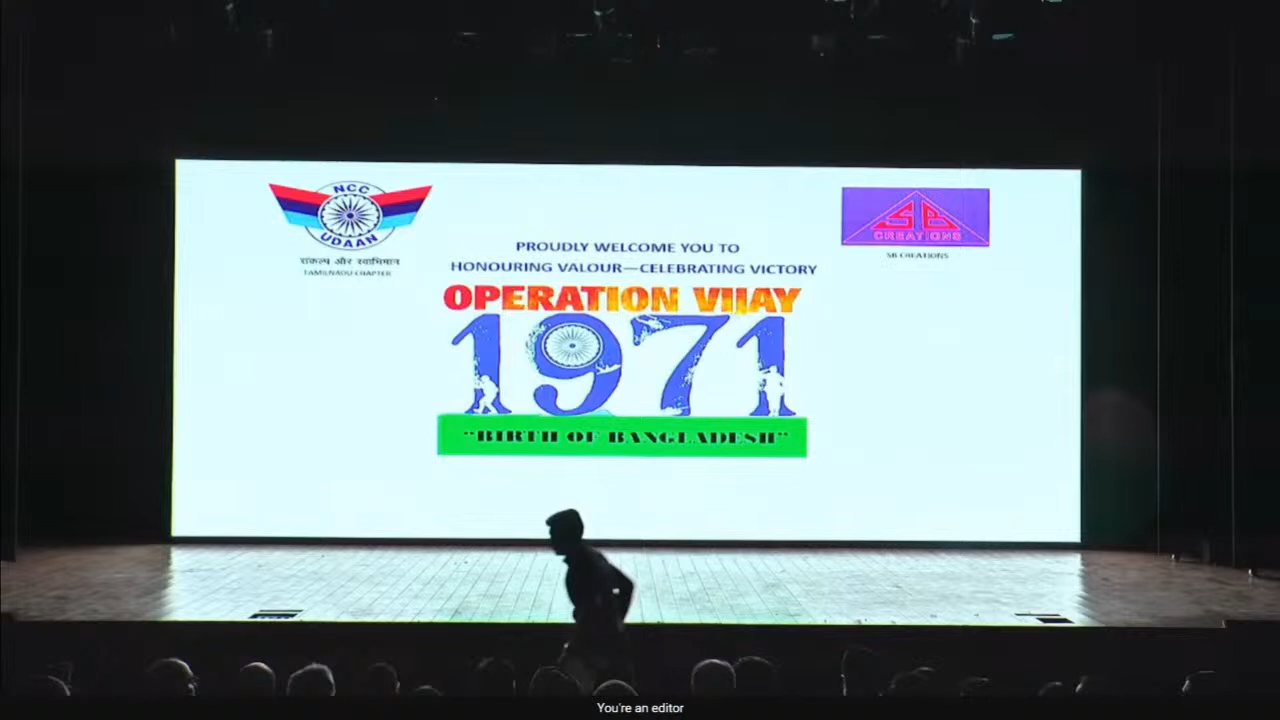 NCC
UDAAN
संकल्प और स्वाभिमान
TAMILNADU CHAPTER
SB
CREATIONS
SB CREATIONS
PROUDLY WELCOME YOU TO
HONOURING VALOUR—CELEBRATING VICTORY
OPERATION VIJAY
1971
"BIRTH OF BANGLADESH"
You're an editor